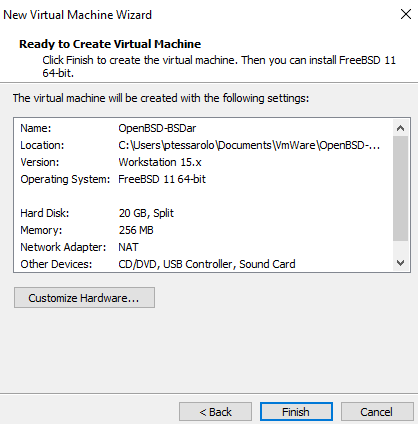 New Virtual Machine Wizard
Ready to Create Virtual Machine
Click Finish to create the virtual machine. Then you can install FreeBSD 11
64-bit.
The virtual machine will be created with the following settings:
Name: OpenBSD-BSDar
Location: C:\Users\ptessarolo\Documents\VmWare\OpenBSD-...
Version: Workstation 15.x
Operating System: FreeBSD 11 64-bit
Hard Disk: 20 GB, Split
Memory: 256 MB
Network Adapter: NAT
Other Devices: CD/DVD, USB Controller, Sound Card
Customize Hardware...
< Back Finish Cancel